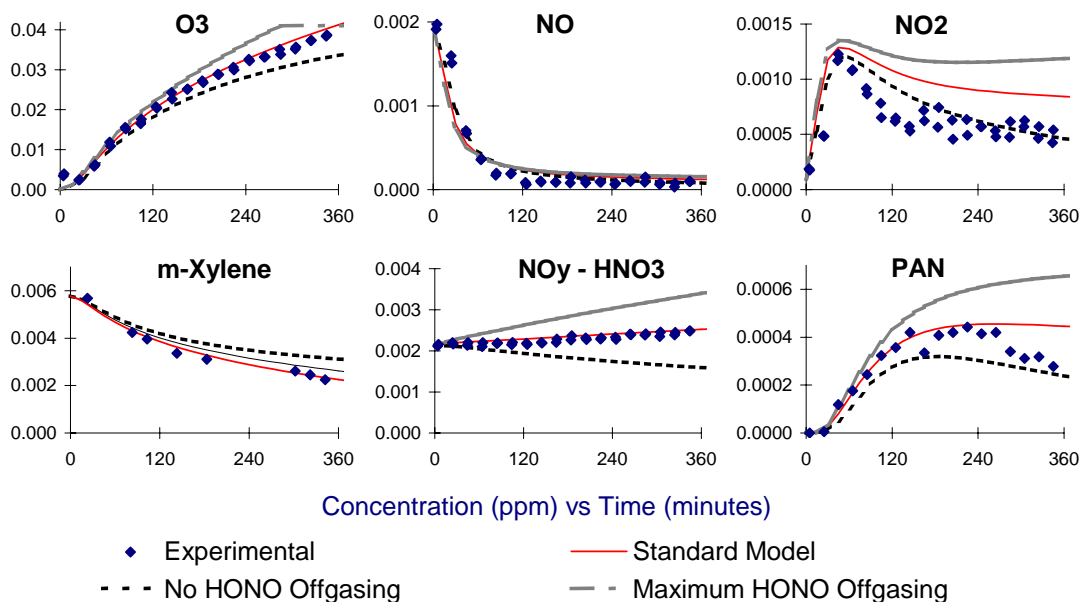 O3
NO
NO2
0.04
0.03
0.02
0.01
0.00
0 120 240 360
0.002
0.001
0.000
0 120 240 360
0.0015
0.0010
0.0005
0.0000
0 120 240 360
m-Xylene
NOy - HNO3
PAN
0.006
0.004
0.002
0.000
0 120 240 360
0.004
0.003
0.002
0.001
0.000
0 120 240 360
0.0006
0.0004
0.0002
0.0000
0 120 240 360
Concentration (ppm) vs Time (minutes)
Experimental
Standard Model
No HONO Offgasing
Maximum HONO Offgasing